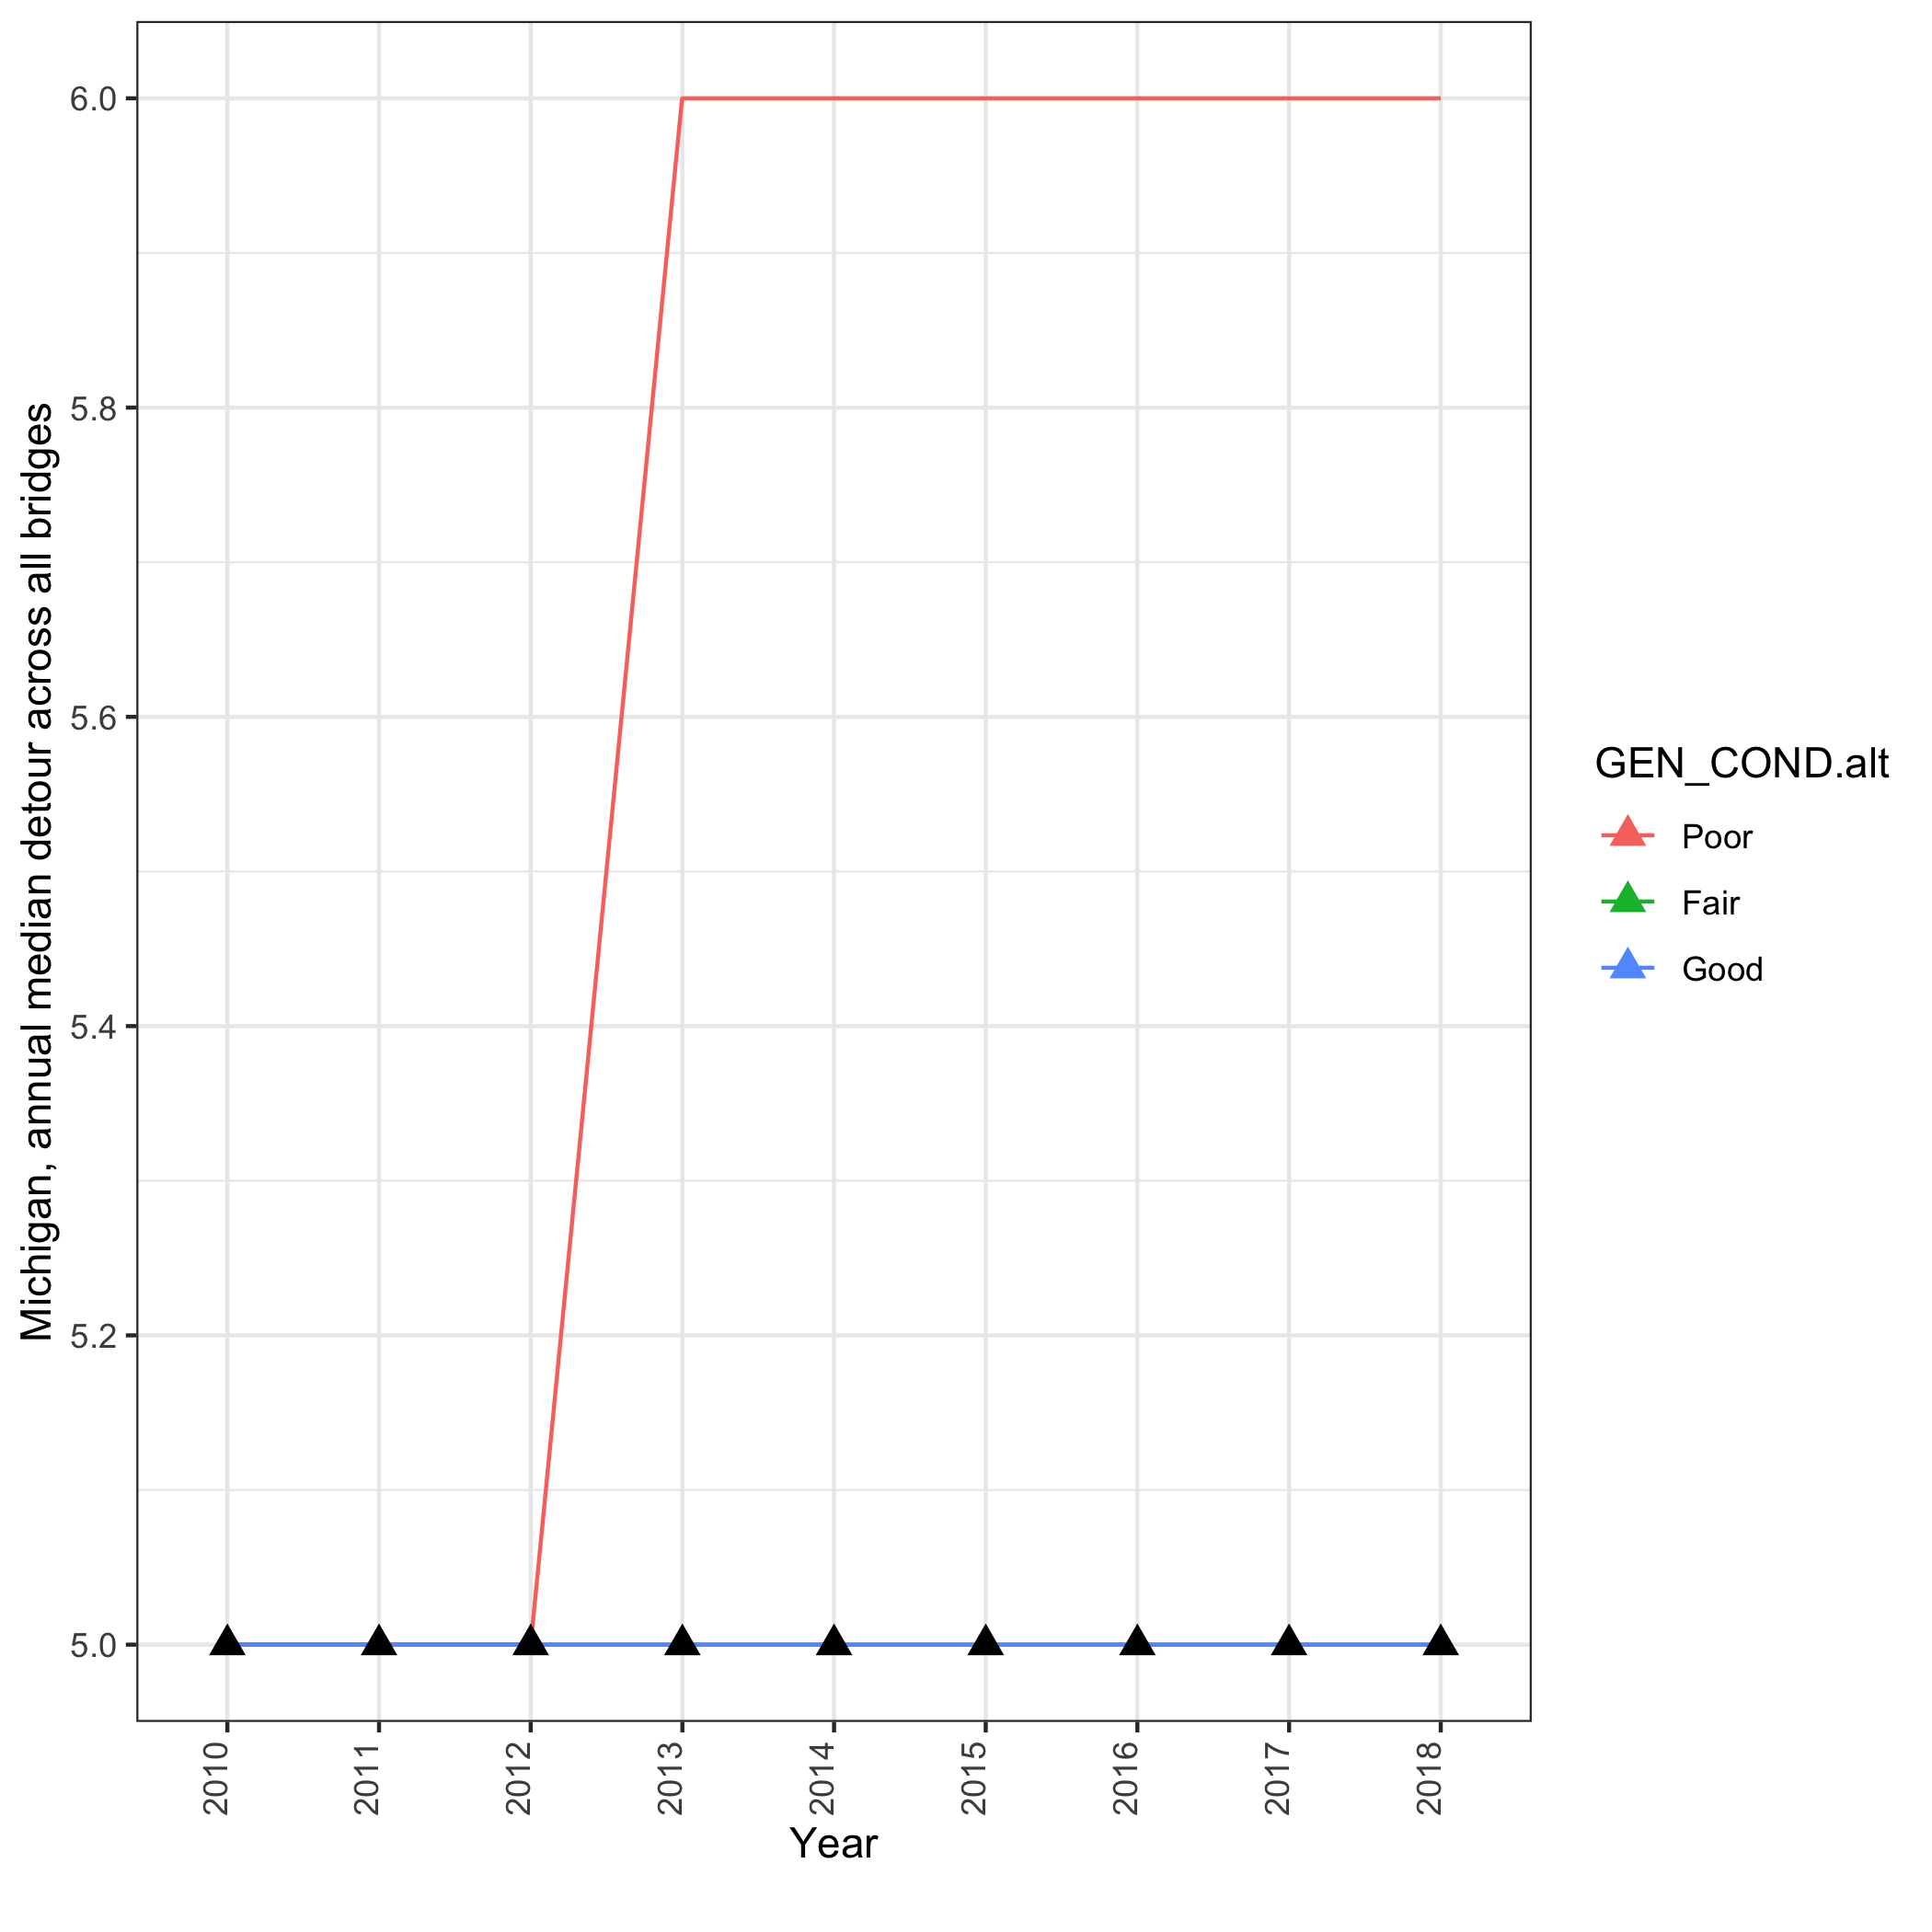 Michigan, annual median detour across all bridges
6.0
5.8
5.6
5.4
5.2
5.0
2010
2011
2012
2013
2014
2015
2016
2017
2018
Year
GEN_COND.alt
Poor
Fair
Good